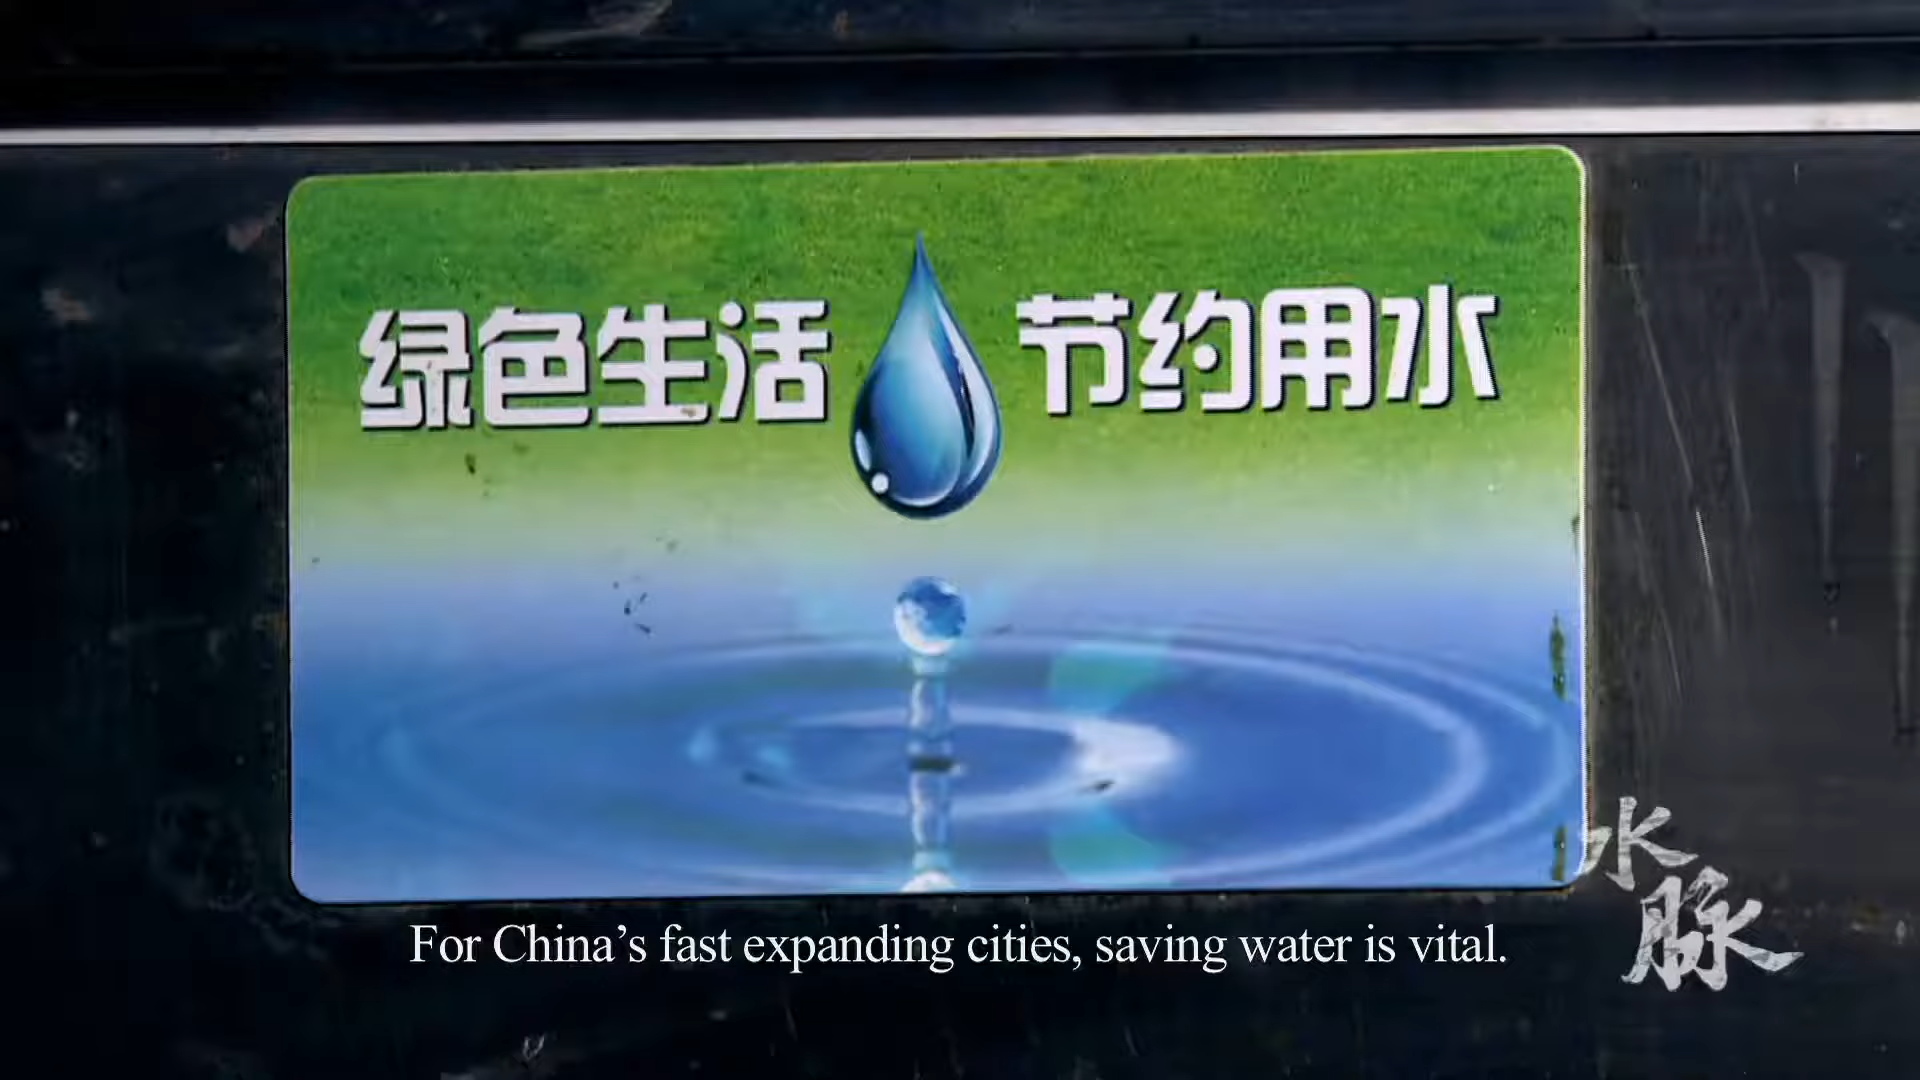 绿色生活 节约用水
For China's fast expanding cities, saving water is vital.
水
脉